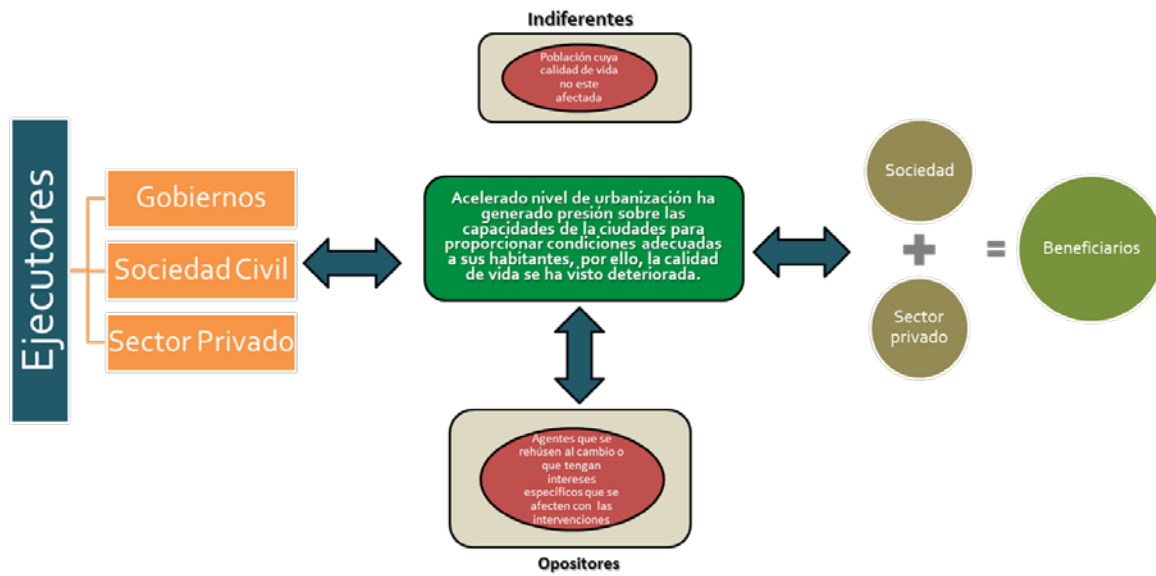 Indiferentes
Población cuya
calidad de vida
no este
afectada
Ejecutores
Gobiernos
Sociedad Civil
Sector Privado
Acelerado nivel de urbanización ha
generado presión sobre las
capacidades de la ciudades para
proporcionar condiciones adecuadas
a sus habitantes, por ello, la calidad
de vida se ha visto deteriorada.
Sociedad
+
Sector
privado
=
Beneficiarios
Agentes que se
rehúsen al cambio o
que tengan
intereses
específicos que se
afecten con las
intervenciones
Opositores